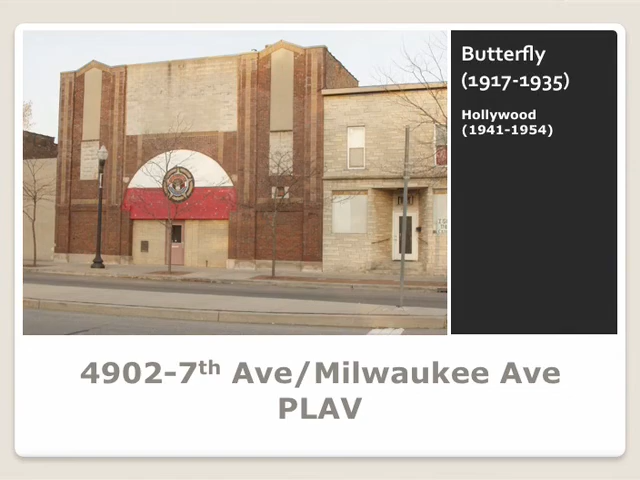 Butterfly
(1917-1935)
Hollywood
(1941-1954)
4902-7th Ave/Milwaukee Ave
PLAV